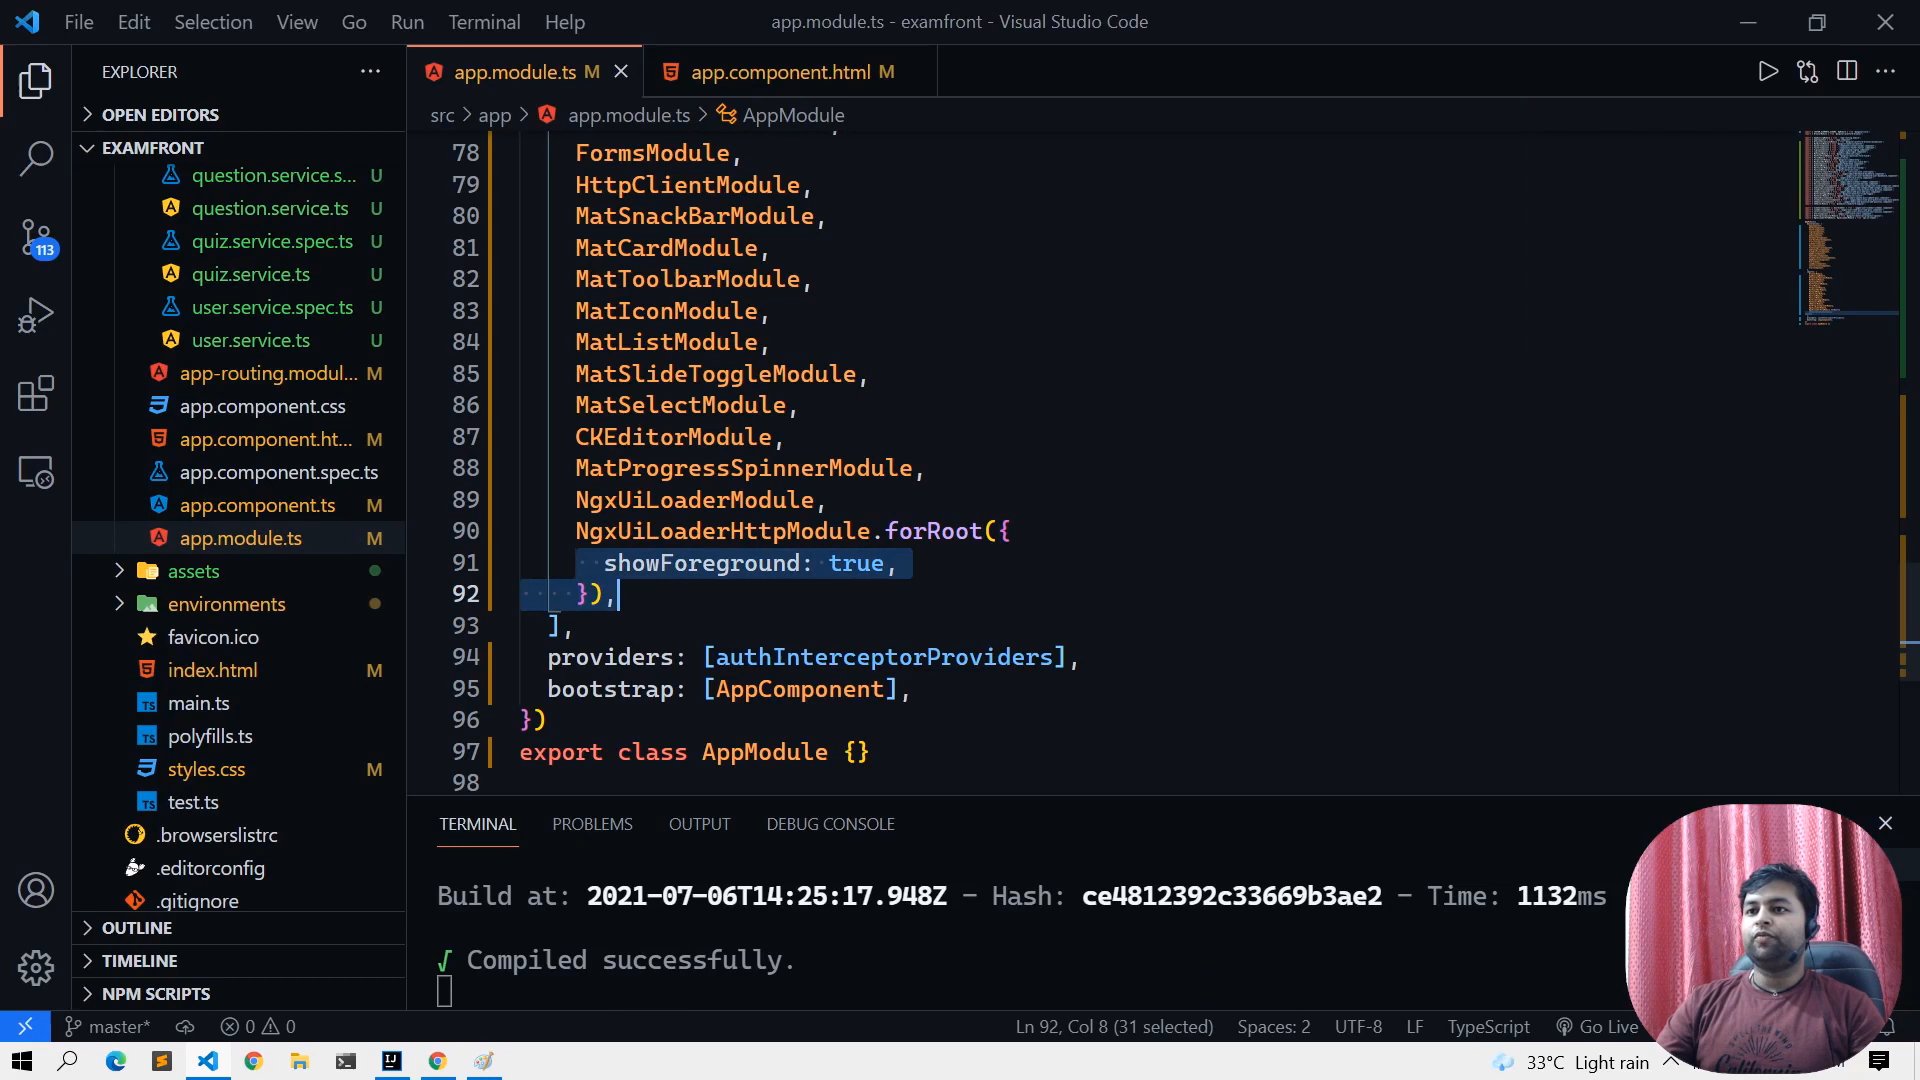 File Edit Selection View Go Run Terminal Help
app.module.ts - examfront - Visual Studio Code
EXPLORER
OPEN EDITORS
EXAMFRONT
question.service.s... U
question.service.ts U
quiz.service.spec.ts U
quiz.service.ts U
user.service.spec.ts U
user.service.ts U
app-routing.modul... M
app.component.css
app.component.ht... M
app.component.spec.ts
app.component.ts M
app.module.ts M
assets
environments
favicon.ico
index.html M
main.ts
polyfills.ts
styles.css M
test.ts
.browserslistrc
.editorconfig
.gitignore
OUTLINE
TIMELINE
NPM SCRIPTS
113
app.module.ts M
app.component.html M
src > app > app.module.ts > AppModule
78 FormsModule,
79 HttpClientModule,
80 MatSnackBarModule,
81 MatCardModule,
82 MatToolbarModule,
83 MatIconModule,
84 MatListModule,
85 MatSlideToggleModule,
86 MatSelectModule,
87 CKEditorModule,
88 MatProgressSpinnerModule,
89 NgxUiLoaderModule,
90 NgxUiLoaderHttpModule.forRoot({
91 showForeground: true,
92 }),
93 ],
94 providers: [authInterceptorProviders],
95 bootstrap: [AppComponent],
96 })
97 export class AppModule {}
98
TERMINAL PROBLEMS OUTPUT DEBUG CONSOLE
Build at: 2021-07-06T14:25:17.948Z - Hash: ce4812392c33669b3ae2 - Time: 1132ms
√ Compiled successfully.
master* 0 0
Ln 92, Col 8 (31 selected) Spaces: 2 UTF-8 LF TypeScript Go Live
33°C Light rain